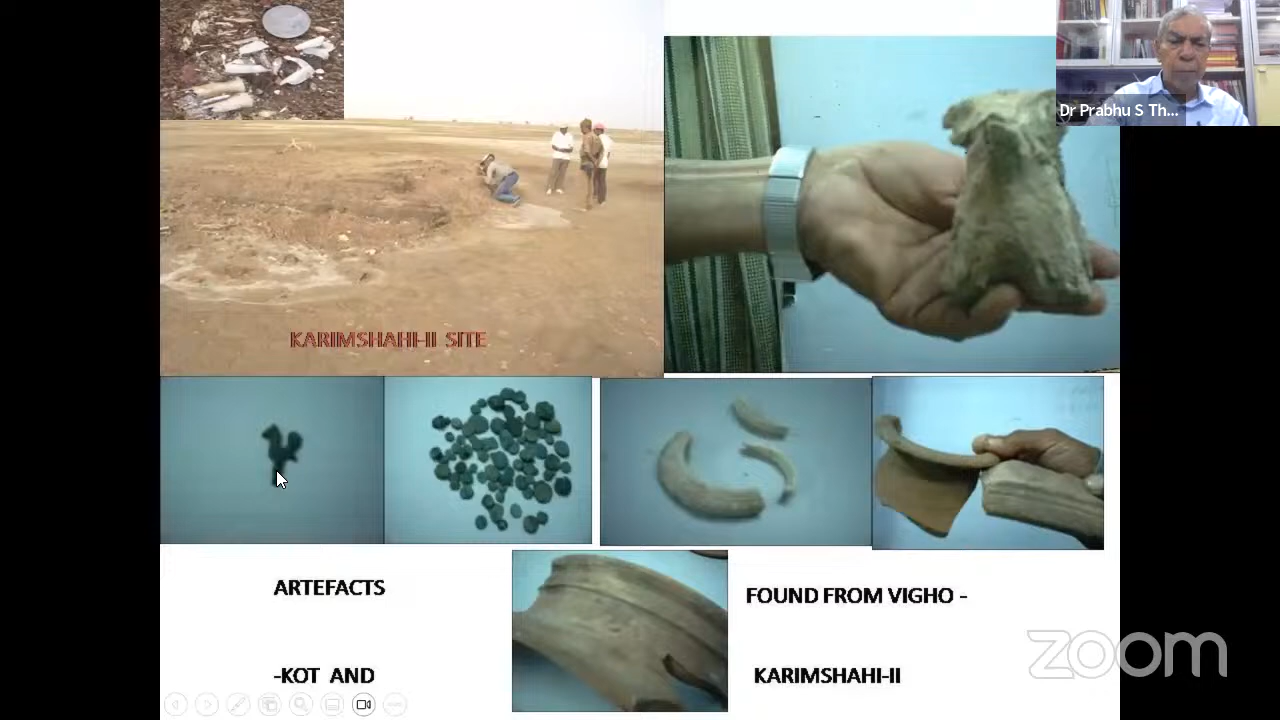 Dr Prabhu S Th...
KARIMSHAHI-II SITE
ARTEFACTS
FOUND FROM VIGHO -
-KOT AND
KARIMSHAHI-II
zoom